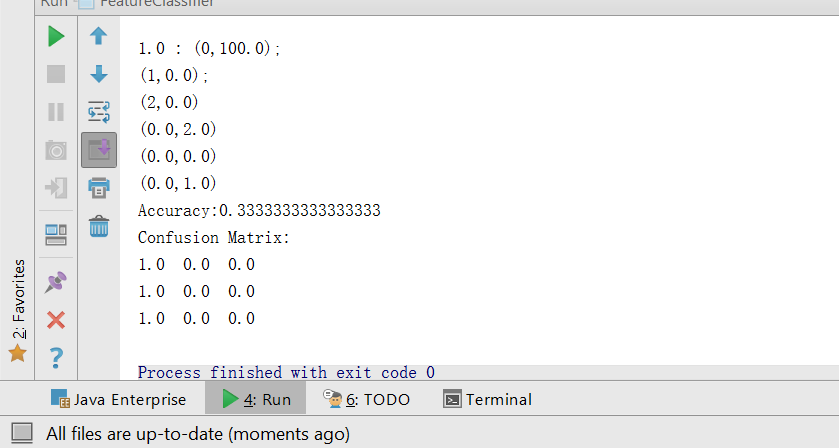 Run FeatureClassifier
1.0 : (0,100.0);
(1,0.0);
(2,0.0)
(0.0,2.0)
(0.0,0.0)
(0.0,1.0)
Accuracy:0.3333333333333333
Confusion Matrix:
1.0 0.0 0.0
1.0 0.0 0.0
1.0 0.0 0.0
Process finished with exit code 0
2: Favorites
Java Enterprise
4: Run
6: TODO
Terminal
All files are up-to-date (moments ago)